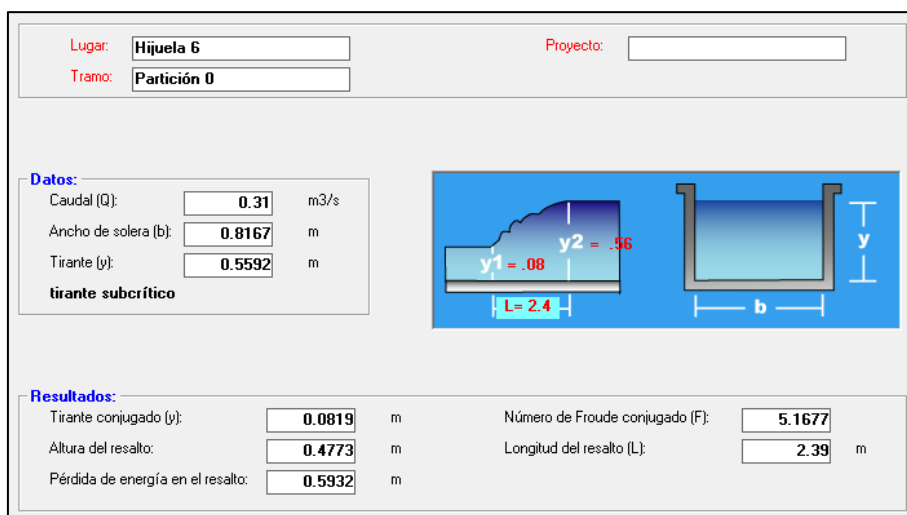 Lugar: Hijuela 6 Proyecto:
Tramo: Partición 0
Datos:
Caudal (Q): 0.31 m3/s
Ancho de solera (b): 0.8167 m
Tirante (y): 0.5592 m
tirante subcrítico
y2 = .56
y1 = .08
L= 2.4
y
b
Resultados:
Tirante conjugado (y): 0.0819 m Número de Froude conjugado (F): 5.1677
Altura del resalto: 0.4773 m Longitud del resalto (L): 2.39 m
Pérdida de energía en el resalto: 0.5932 m